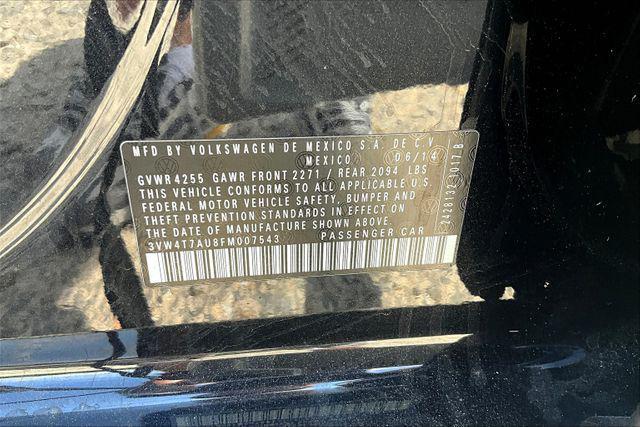 MFD BY VOLKSWAGEN DE MEXICO S.A. DE C.V
MEXICO 06/14
GVWR 4255 GAWR FRONT 2271 / REAR 2094 LBS
THIS VEHICLE CONFORMS TO ALL APPLICABLE U.S.
FEDERAL MOTOR VEHICLE SAFETY, BUMPER AND
THEFT PREVENTION STANDARDS IN EFFECT ON
THE DATE OF MANUFACTURE SHOWN ABOVE.
3VW4T7AU8FM007543 PASSENGER CAR